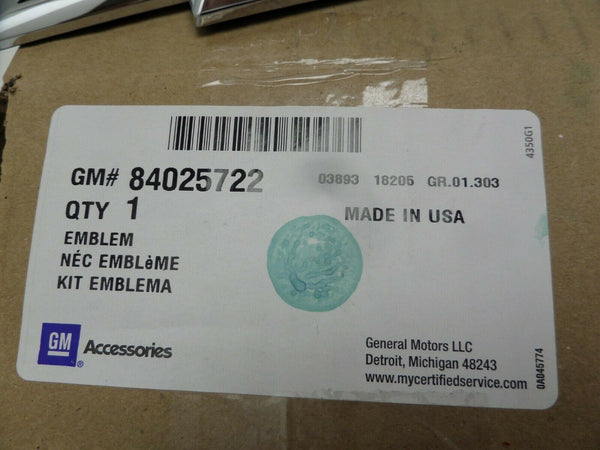 4350G1
GM# 84025722
03893 18205 GR.01.303
QTY 1
MADE IN USA
EMBLEM
NÉC EMBLèME
KIT EMBLEMA
GM® Accessories
General Motors LLC
Detroit, Michigan 48243
www.mycertifiedservice.com
0A045774